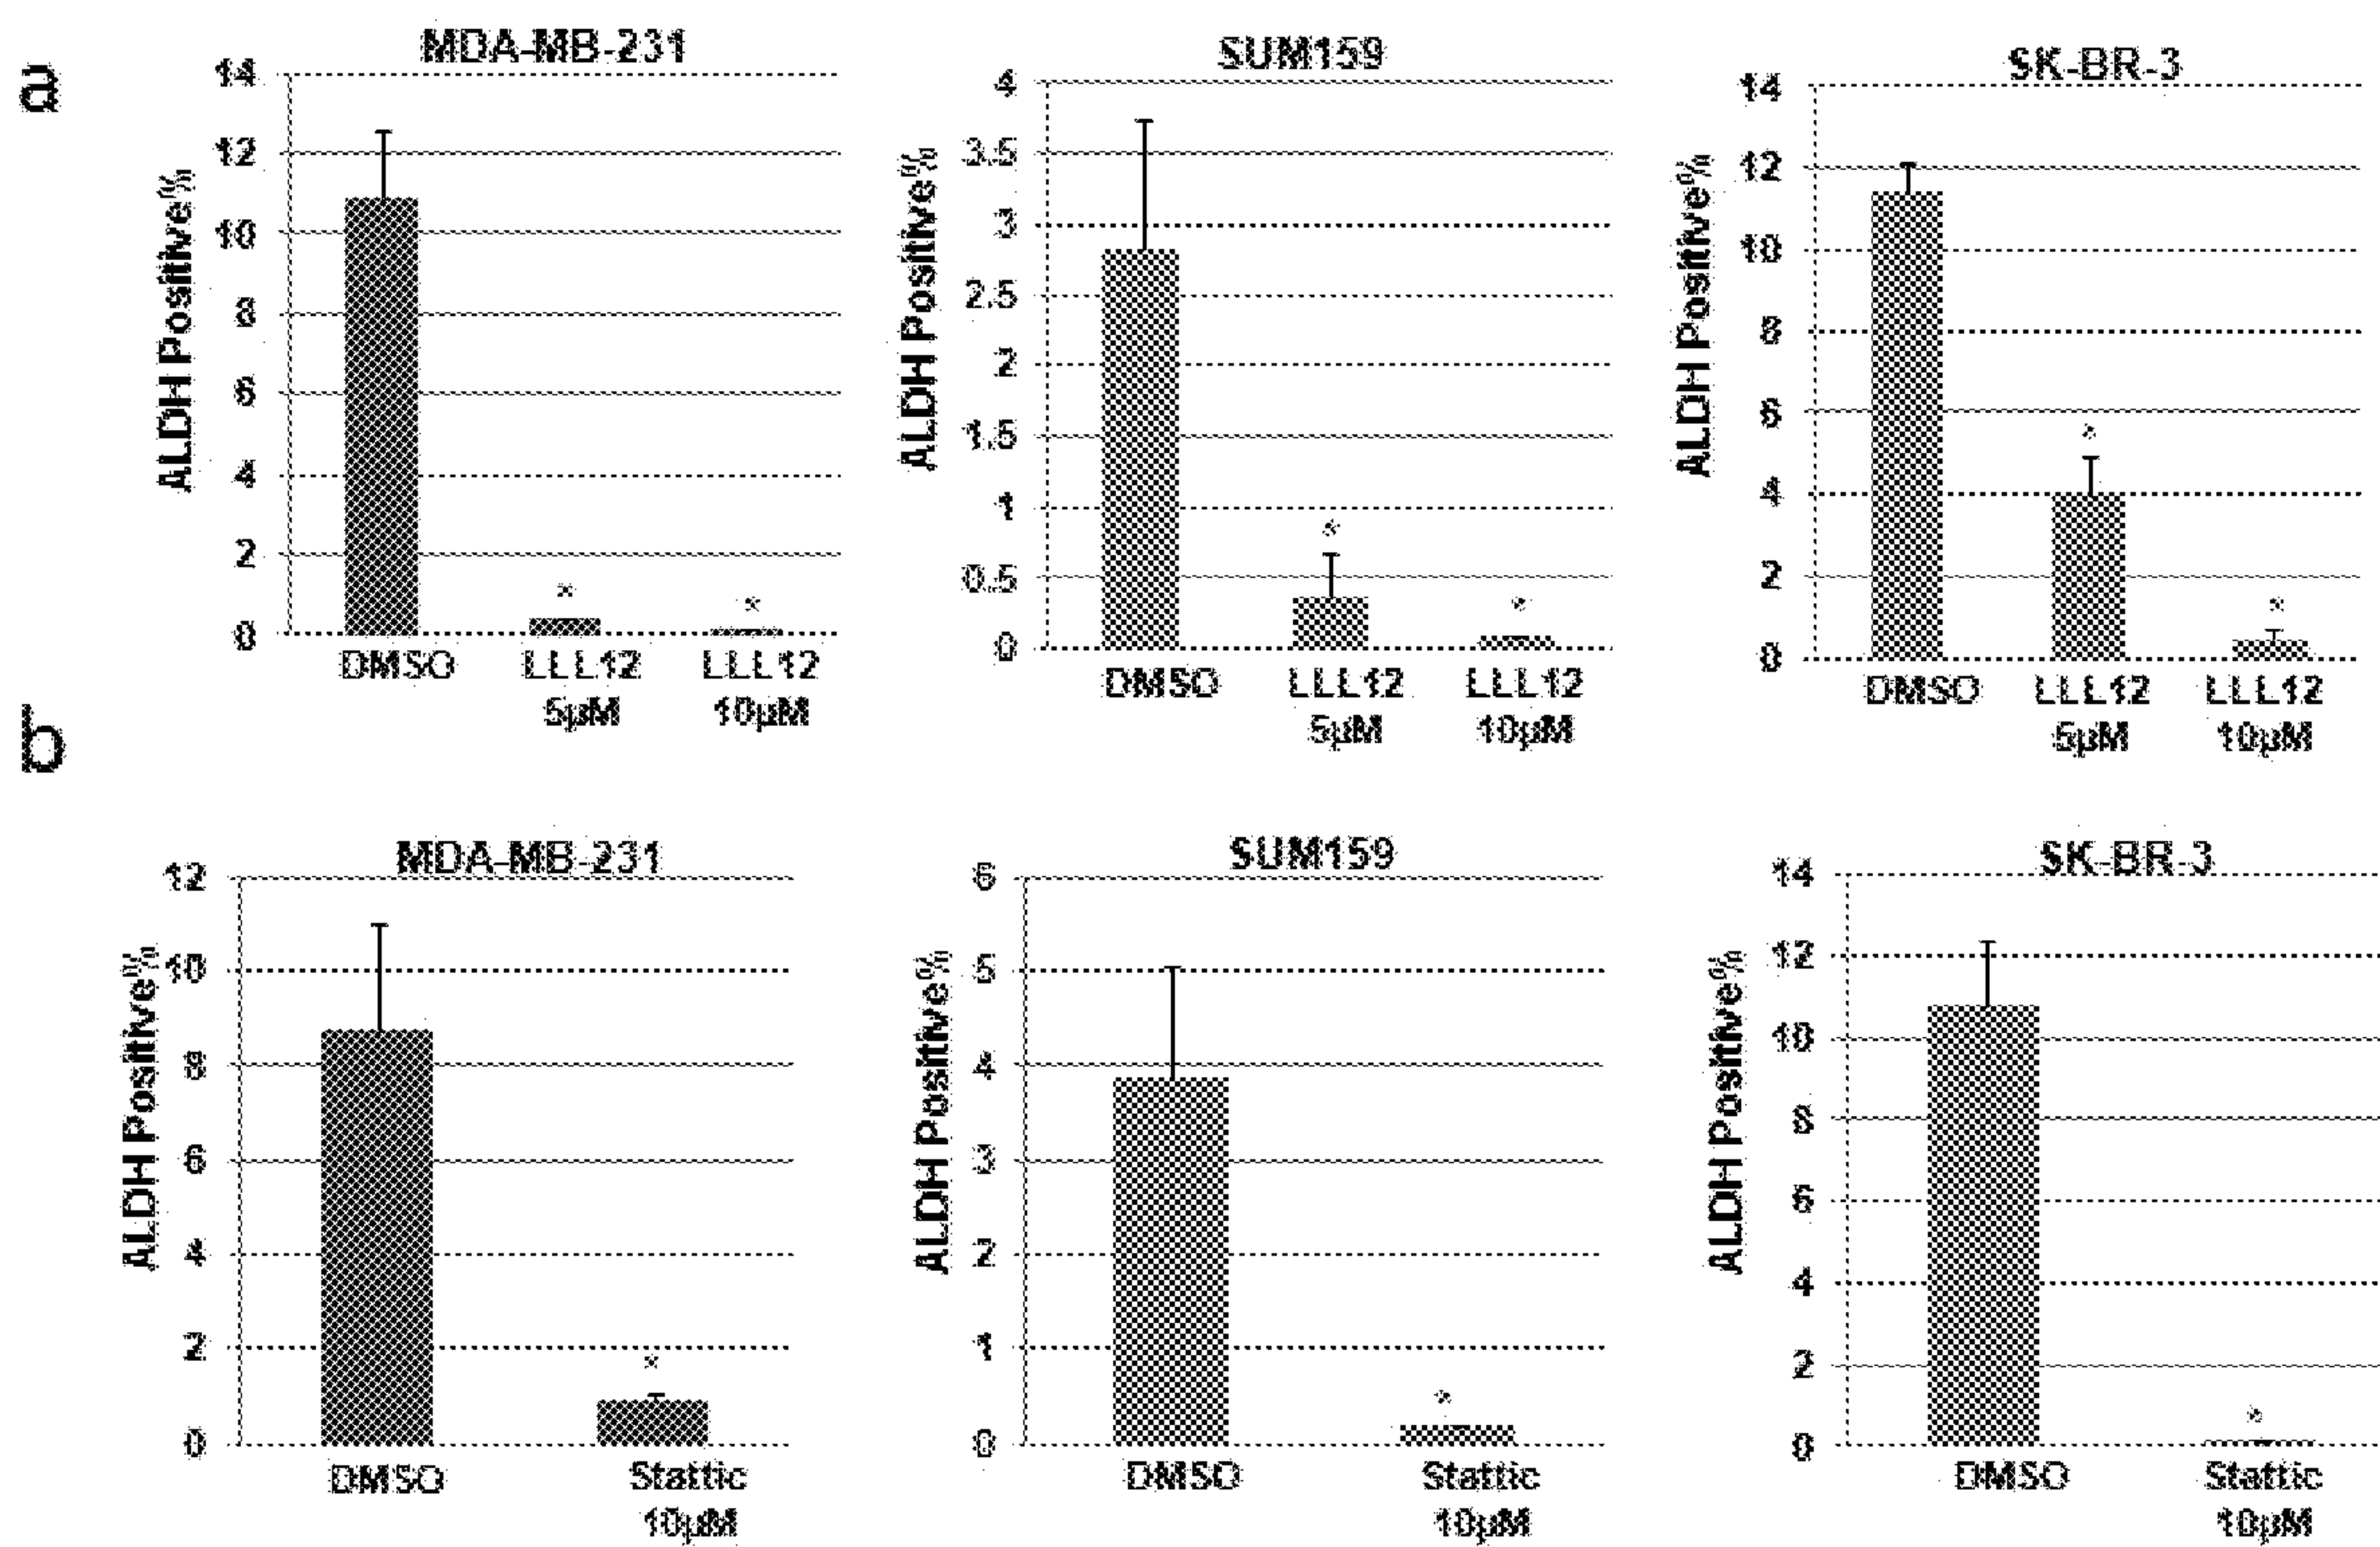 a
MDA-MB-231
ALDH Positive%
14
12
10
8
6
4
2
0
*
*
DMSO
LLL12
5µM
LLL12
10µM
SUM159
ALDH Positive%
4
3.5
3
2.5
2
1.5
1
0.5
0
*
*
DMSO
LLL12
5µM
LLL12
10µM
SK-BR-3
ALDH Positive%
14
12
10
8
6
4
2
0
*
*
DMSO
LLL12
5µM
LLL12
10µM
b
MDA-MB-231
ALDH Positive%
12
10
8
6
4
2
0
*
DMSO
Stattic
10µM
SUM159
ALDH Positive%
6
5
4
3
2
1
0
*
DMSO
Stattic
10µM
SK-BR-3
ALDH Positive%
14
12
10
8
6
4
2
0
*
DMSO
Stattic
10µM